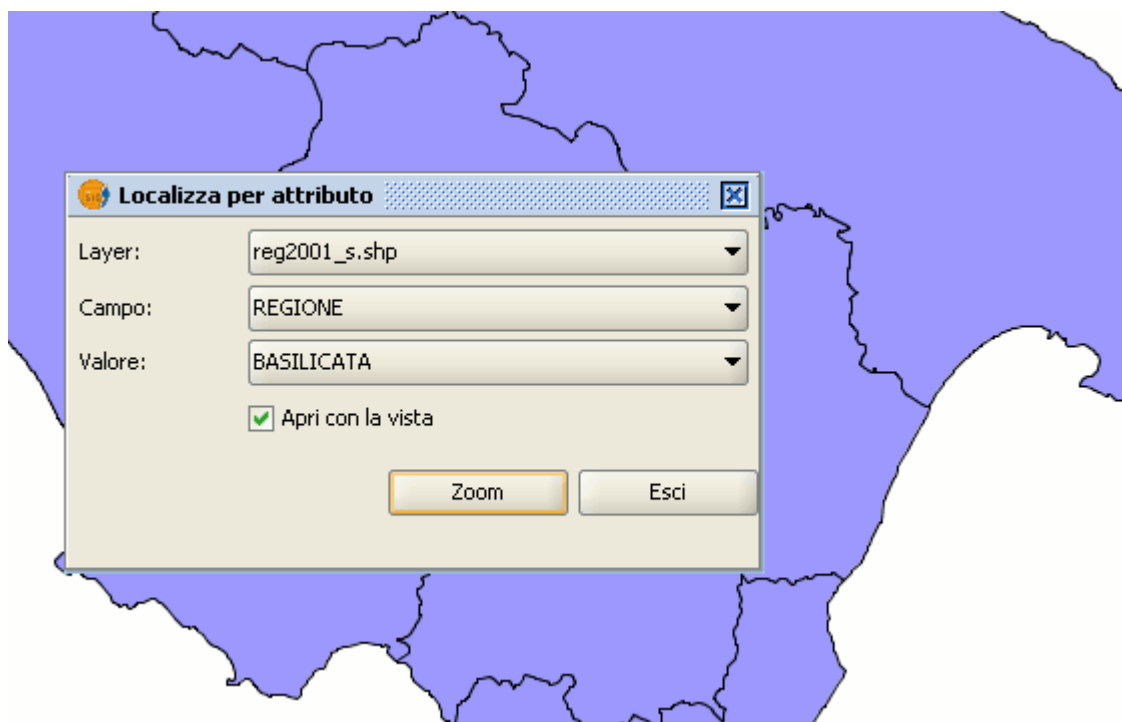 Localizza per attributo
Layer: reg2001_s.shp
Campo: REGIONE
Valore: BASILICATA
Apri con la vista
Zoom Esci